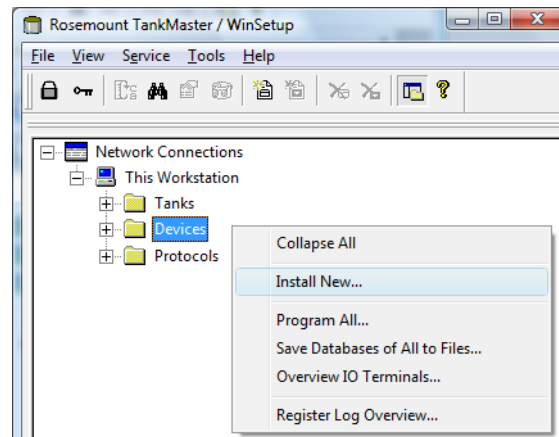 Rosemount TankMaster / WinSetup
File View Service Tools Help
Network Connections
This Workstation
Tanks
Devices
Protocols
Collapse All
Install New...
Program All...
Save Databases of All to Files...
Overview IO Terminals...
Register Log Overview...